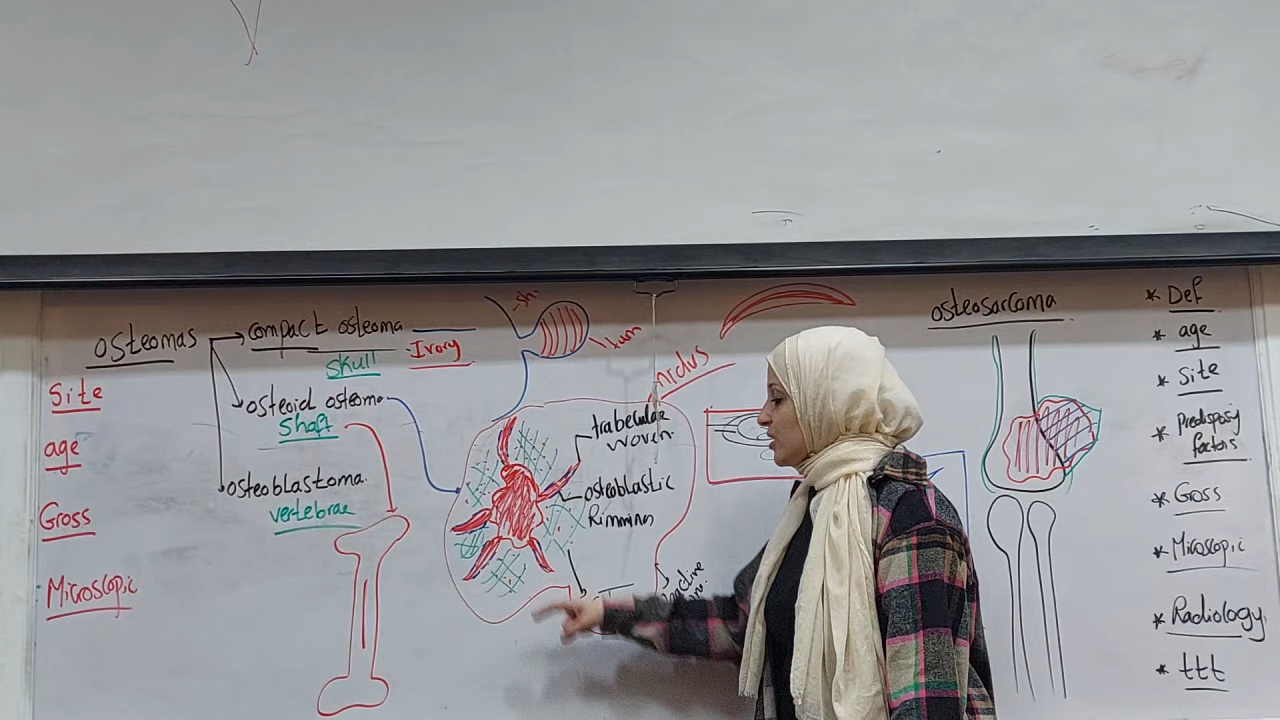 osteomas
compact osteoma
skull
Ivory
osteoid osteoma
shaft
osteoblastoma
vertebrae
Site
age
Gross
Microscopic
nidus
trabeculae
woven
osteoblastic
Rimming
osteosarcoma
* Def
* age
* Site
* Predisposing
factors
* Gross
* Microscopic
* Radiology
* ttt